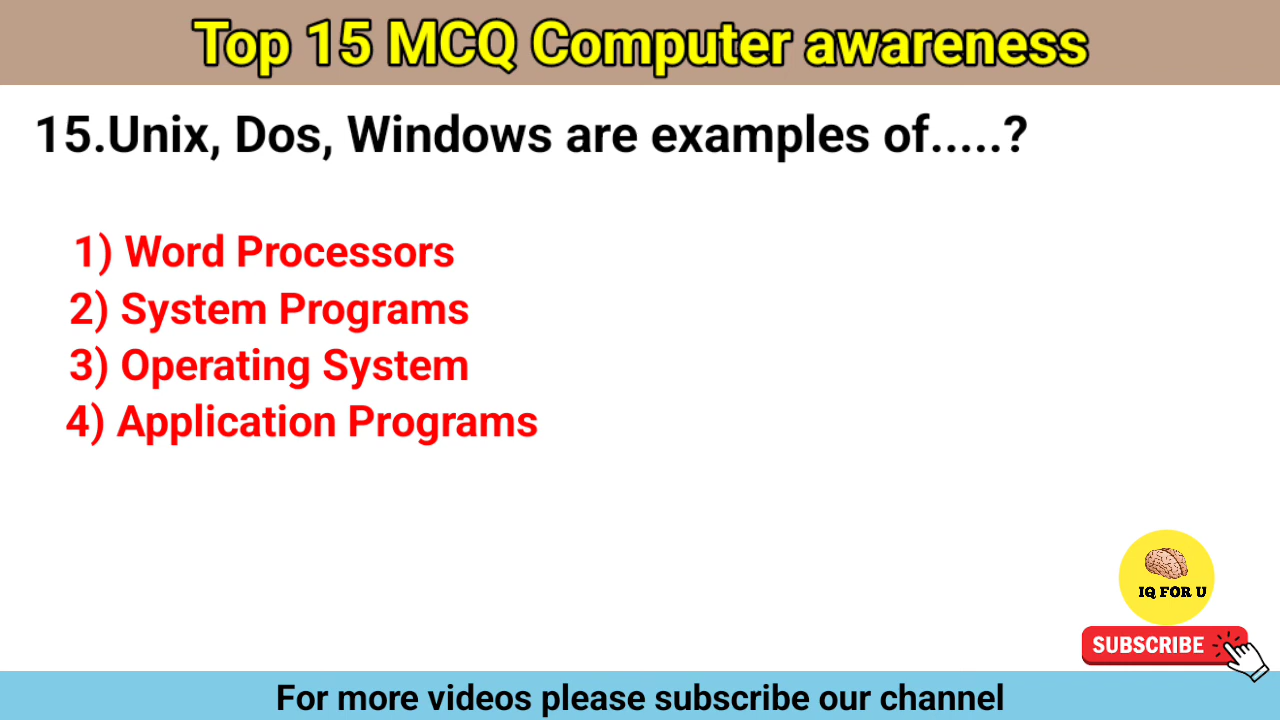 Top 15 MCQ Computer awareness
15.Unix, Dos, Windows are examples of.....?
1) Word Processors
2) System Programs
3) Operating System
4) Application Programs
IQ FOR U
SUBSCRIBE
For more videos please subscribe our channel